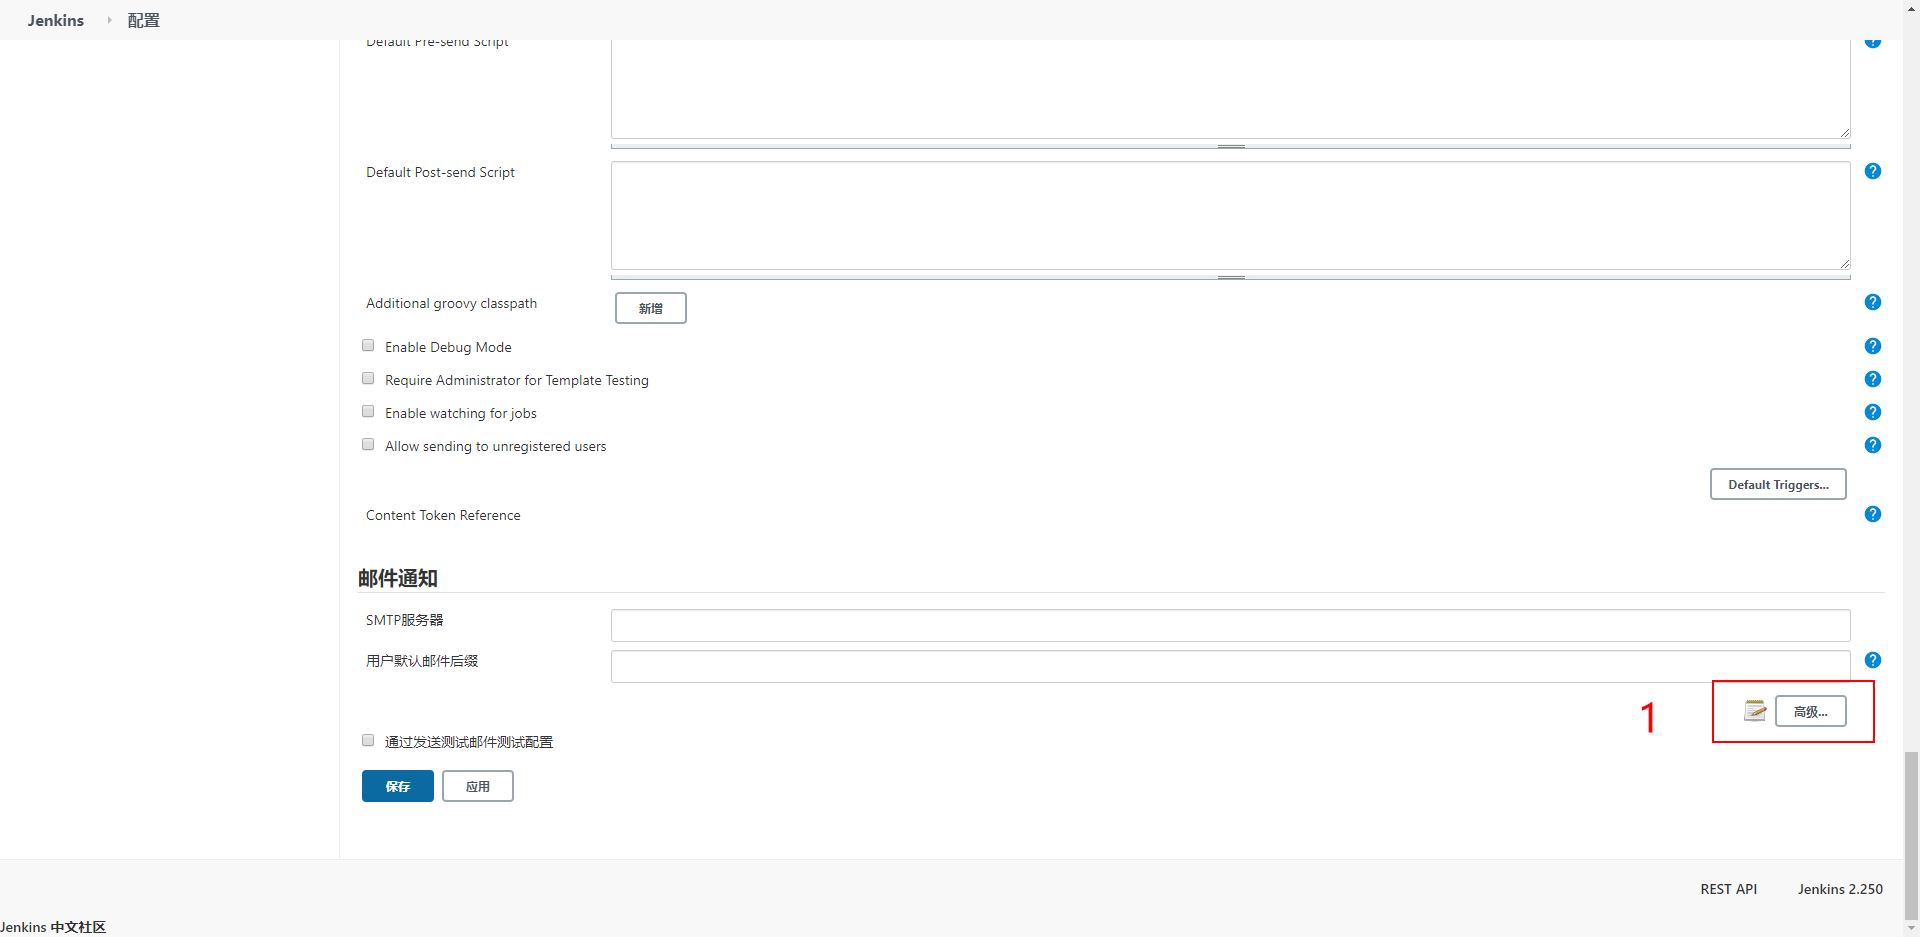 Jenkins 配置
Default Pre-send Script
?
Default Post-send Script
?
Additional groovy classpath 新增 ?
Enable Debug Mode ?
Require Administrator for Template Testing ?
Enable watching for jobs ?
Allow sending to unregistered users ?
Default Triggers...
Content Token Reference ?
邮件通知
SMTP服务器
用户默认邮件后缀 ?
1 高级...
通过发送测试邮件测试配置
保存 应用
REST API Jenkins 2.250
Jenkins 中文社区